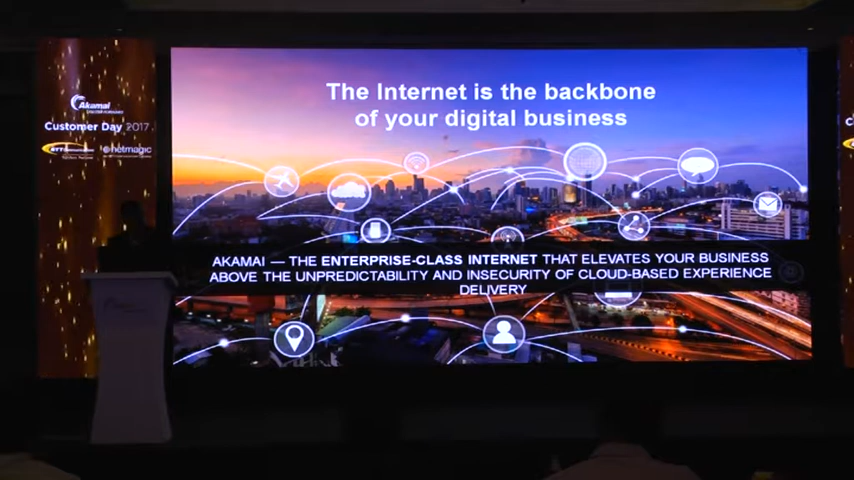 Akamai
Customer Day 2017
netmagic
The Internet is the backbone
of your digital business
AKAMAI — THE ENTERPRISE-CLASS INTERNET THAT ELEVATES YOUR BUSINESS
ABOVE THE UNPREDICTABILITY AND INSECURITY OF CLOUD-BASED EXPERIENCE
DELIVERY